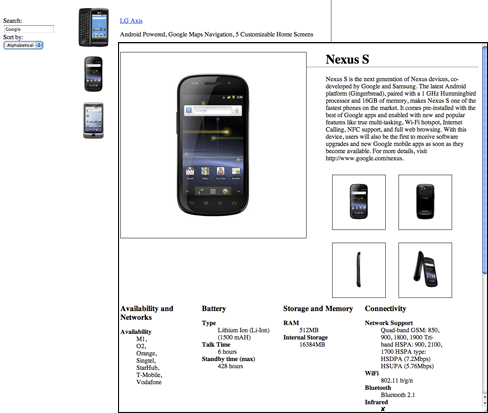 Search:
Google
Sort by:
Alphabetical
LG Axis
Android Powered, Google Maps Navigation, 5 Customizable Home Screens
Nexus S
Nexus S is the next generation of Nexus devices, co-
developed by Google and Samsung. The latest Android
platform (Gingerbread), paired with a 1 GHz Hummingbird
processor and 16GB of memory, makes Nexus S one of the
fastest phones on the market. It comes pre-installed with the
best of Google apps and enabled with new and popular
features like true multi-tasking, Wi-Fi hotspot, Internet
Calling, NFC support, and full web browsing. With this
device, users will also be the first to receive software
upgrades and new Google mobile apps as soon as they
become available. For more details, visit
http://www.google.com/nexus.
Availability and
Networks
Availability
M1,
O2,
Orange,
Singtel,
StarHub,
T-Mobile,
Vodafone
Battery
Type
Lithium Ion (Li-Ion)
(1500 mAH)
Talk Time
6 hours
Standby time (max)
428 hours
Storage and Memory
RAM
512MB
Internal Storage
16384MB
Connectivity
Network Support
Quad-band GSM: 850,
900, 1800, 1900 Tri-
band HSPA: 900, 2100,
1700 HSPA type:
HSDPA (7.2Mbps)
HSUPA (5.76Mbps)
WiFi
802.11 b/g/n
Bluetooth
Bluetooth 2.1
Infrared
✘